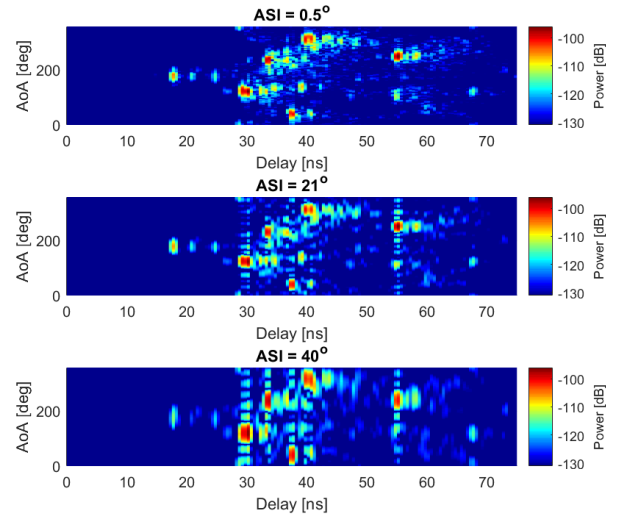 ASI = 0.5°
AoA [deg]
200
0
0 10 20 30 40 50 60 70
Delay [ns]
-100
-110
-120
-130
Power [dB]
ASI = 21°
AoA [deg]
200
0
0 10 20 30 40 50 60 70
Delay [ns]
-100
-110
-120
-130
Power [dB]
ASI = 40°
AoA [deg]
200
0
0 10 20 30 40 50 60 70
Delay [ns]
-100
-110
-120
-130
Power [dB]